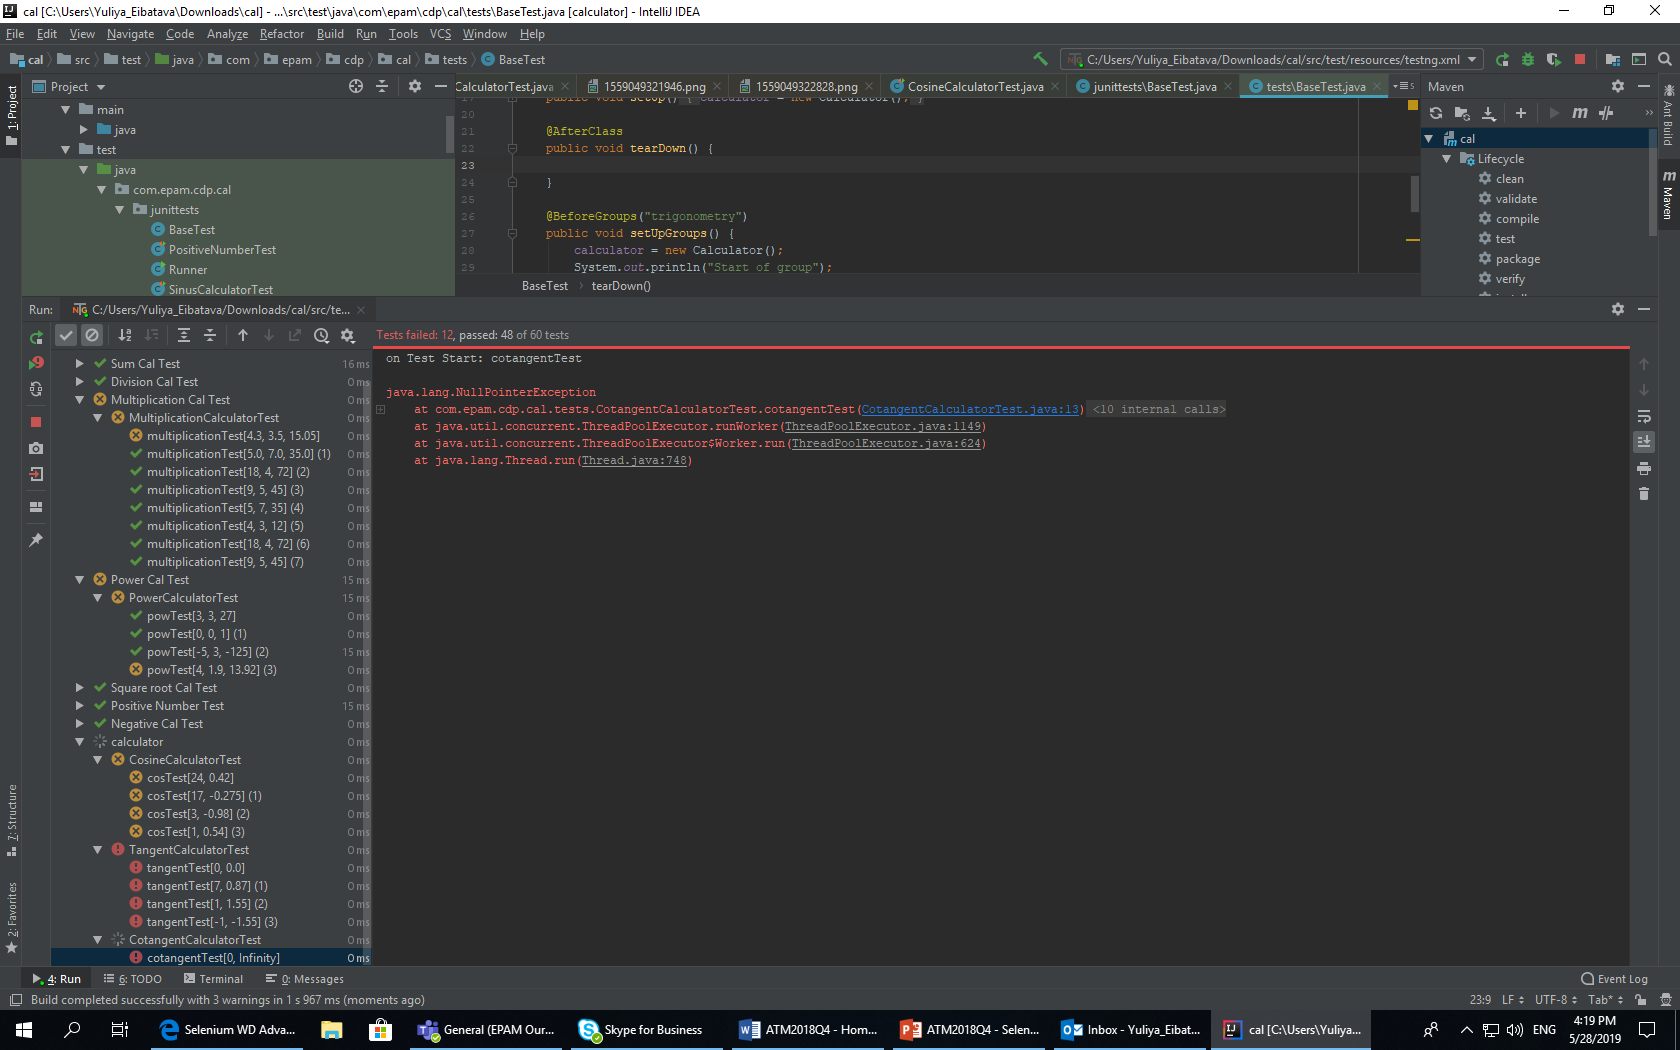 cal [C:\Users\Yuliya_Eibatava\Downloads\cal] - ...\src\test\java\com\epam\cdp\cal\tests\BaseTest.java [calculator] - IntelliJ IDEA
File Edit View Navigate Code Analyze Refactor Build Run Tools VCS Window Help
cal src test java com epam cdp cal tests BaseTest
C:/Users/Yuliya_Eibatava/Downloads/cal/src/test/resources/testng.xml
Project
CalculatorTest.java 1559049321946.png 1559049322828.png CosineCalculatorTest.java junittests\BaseTest.java tests\BaseTest.java
Maven
1: Project
main
java
test
java
com.epam.cdp.cal
junittests
BaseTest
PositiveNumberTest
Runner
SinusCalculatorTest
20
21 @AfterClass
22 public void tearDown() {
23
24 }
25
26 @BeforeGroups("trigonometry")
27 public void setUpGroups() {
28 calculator = new Calculator();
29 System.out.println("Start of group");
BaseTest tearDown()
cal
Lifecycle
clean
validate
compile
test
package
verify
Ant Build
Maven
Run: C:/Users/Yuliya_Eibatava/Downloads/cal/src/te...
Tests failed: 12, passed: 48 of 60 tests
Sum Cal Test 16 ms
Division Cal Test 0 ms
Multiplication Cal Test 0 ms
MultiplicationCalculatorTest 0 ms
multiplicationTest[4.3, 3.5, 15.05] 0 ms
multiplicationTest[5.0, 7.0, 35.0] (1) 0 ms
multiplicationTest[18, 4, 72] (2) 0 ms
multiplicationTest[9, 5, 45] (3) 0 ms
multiplicationTest[5, 7, 35] (4) 0 ms
multiplicationTest[4, 3, 12] (5) 0 ms
multiplicationTest[18, 4, 72] (6) 0 ms
multiplicationTest[9, 5, 45] (7) 0 ms
Power Cal Test 15 ms
PowerCalculatorTest 15 ms
powTest[3, 3, 27] 0 ms
powTest[0, 0, 1] (1) 0 ms
powTest[-5, 3, -125] (2) 15 ms
powTest[4, 1.9, 13.92] (3) 0 ms
Square root Cal Test 0 ms
Positive Number Test 15 ms
Negative Cal Test 0 ms
calculator 0 ms
CosineCalculatorTest 0 ms
cosTest[24, 0.42] 0 ms
cosTest[17, -0.275] (1) 0 ms
cosTest[3, -0.98] (2) 0 ms
cosTest[1, 0.54] (3) 0 ms
TangentCalculatorTest 0 ms
tangentTest[0, 0.0] 0 ms
tangentTest[7, 0.87] (1) 0 ms
tangentTest[1, 1.55] (2) 0 ms
tangentTest[-1, -1.55] (3) 0 ms
CotangentCalculatorTest 0 ms
cotangentTest[0, Infinity] 0 ms
on Test Start: cotangentTest
java.lang.NullPointerException
at com.epam.cdp.cal.tests.CotangentCalculatorTest.cotangentTest(CotangentCalculatorTest.java:13) <10 internal calls>
at java.util.concurrent.ThreadPoolExecutor.runWorker(ThreadPoolExecutor.java:1149)
at java.util.concurrent.ThreadPoolExecutor$Worker.run(ThreadPoolExecutor.java:624)
at java.lang.Thread.run(Thread.java:748)
7: Structure
2: Favorites
4: Run 6: TODO Terminal 0: Messages Event Log
Build completed successfully with 3 warnings in 1 s 967 ms (moments ago) 23:9 LF UTF-8 Tab*
Selenium WD Adva... General (EPAM Our... Skype for Business ATM2018Q4 - Hom... ATM2018Q4 - Selen... Inbox - Yuliya_Eibat... cal [C:\Users\Yuliya... ENG
4:19 PM
5/28/2019